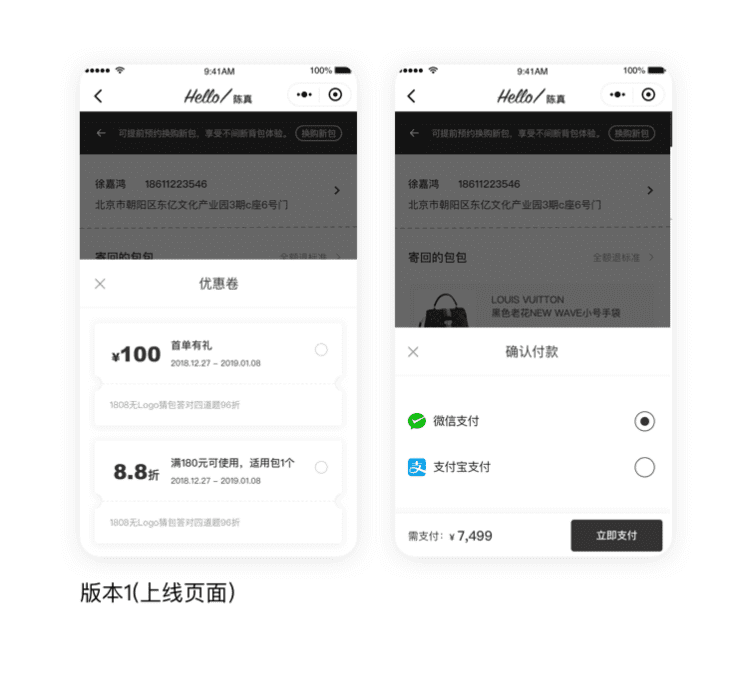 9:41AM
100%
Hello/陈真
可提前预约换购新包，享受不间断背包体验。
换购新包
徐嘉鸿 18611223546
北京市朝阳区东亿文化产业园3期c座6号门
寄回的包包
全额退标准
优惠卷
¥100
首单有礼
2018.12.27 – 2019.01.08
1808无Logo猜包答对四道题96折
8.8折
满180元可使用，适用包1个
2018.12.27 – 2019.01.08
1808无Logo猜包答对四道题96折
9:41AM
100%
Hello/陈真
可提前预约换购新包，享受不间断背包体验。
换购新包
徐嘉鸿 18611223546
北京市朝阳区东亿文化产业园3期c座6号门
寄回的包包
全额退标准
LOUIS VUITTON
黑色老花NEW WAVE小号手袋
确认付款
微信支付
支付宝支付
需支付：¥ 7,499
立即支付
版本1(上线页面)